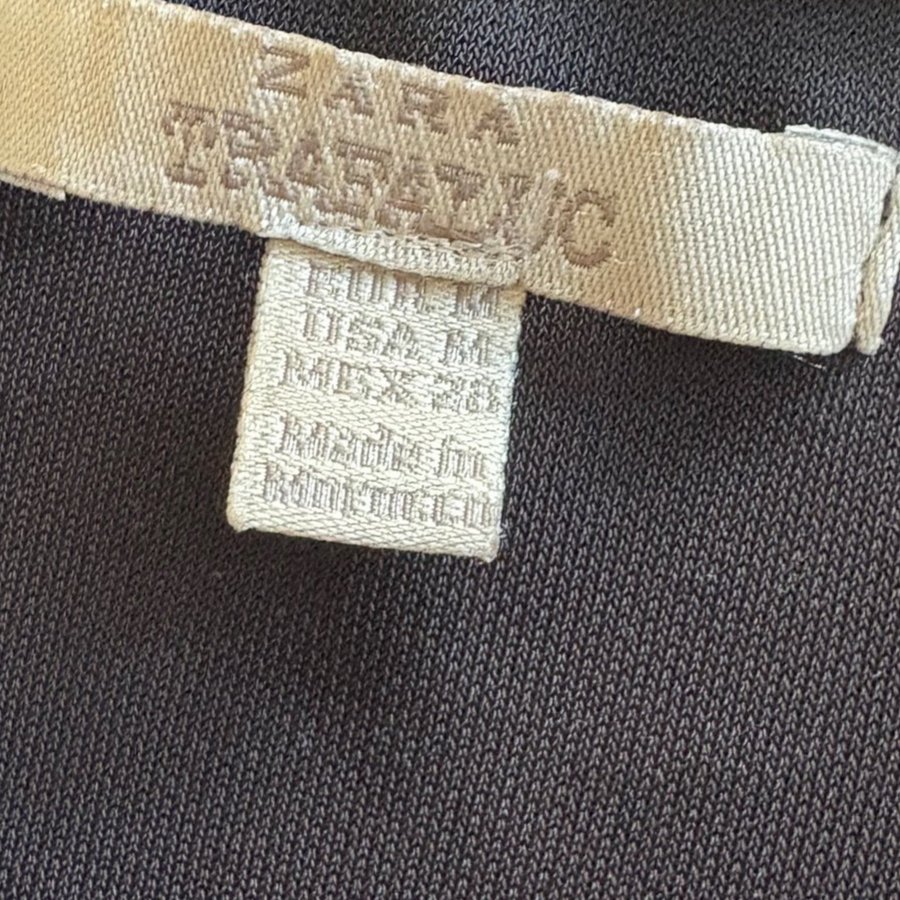 ZARA
TRAFALUC
EUR M
USA M
MEX 28
Made in